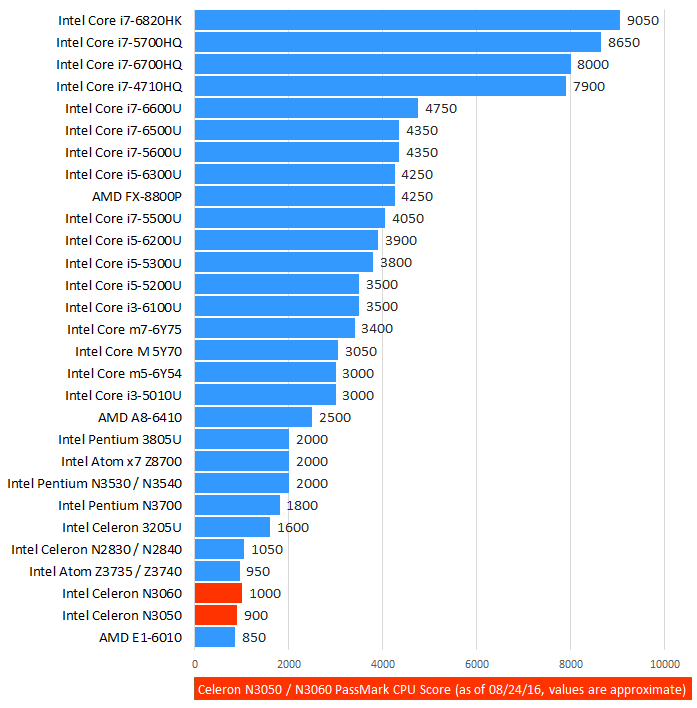 Intel Core i7-6820HK 9050
Intel Core i7-5700HQ 8650
Intel Core i7-6700HQ 8000
Intel Core i7-4710HQ 7900
Intel Core i7-6600U 4750
Intel Core i7-6500U 4350
Intel Core i7-5600U 4350
Intel Core i5-6300U 4250
AMD FX-8800P 4250
Intel Core i7-5500U 4050
Intel Core i5-6200U 3900
Intel Core i5-5300U 3800
Intel Core i5-5200U 3500
Intel Core i3-6100U 3500
Intel Core m7-6Y75 3400
Intel Core M 5Y70 3050
Intel Core m5-6Y54 3000
Intel Core i3-5010U 3000
AMD A8-6410 2500
Intel Pentium 3805U 2000
Intel Atom x7 Z8700 2000
Intel Pentium N3530 / N3540 2000
Intel Pentium N3700 1800
Intel Celeron 3205U 1600
Intel Celeron N2830 / N2840 1050
Intel Atom Z3735 / Z3740 950
Intel Celeron N3060 1000
Intel Celeron N3050 900
AMD E1-6010 850
0 2000 4000 6000 8000 10000
Celeron N3050 / N3060 PassMark CPU Score (as of 08/24/16, values are approximate)